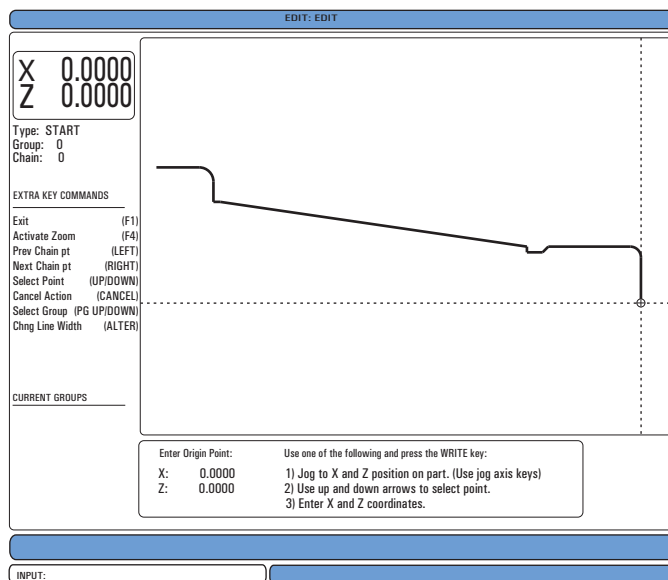 EDIT: EDIT
X 0.0000
Z 0.0000
Type: START
Group: 0
Chain: 0
EXTRA KEY COMMANDS
Exit (F1)
Activate Zoom (F4)
Prev Chain pt (LEFT)
Next Chain pt (RIGHT)
Select Point (UP/DOWN)
Cancel Action (CANCEL)
Select Group (PG UP/DOWN)
Chng Line Width (ALTER)
CURRENT GROUPS
Enter Origin Point: Use one of the following and press the WRITE key:
X: 0.0000 1) Jog to X and Z position on part. (Use jog axis keys)
Z: 0.0000 2) Use up and down arrows to select point.
3) Enter X and Z coordinates.
INPUT: